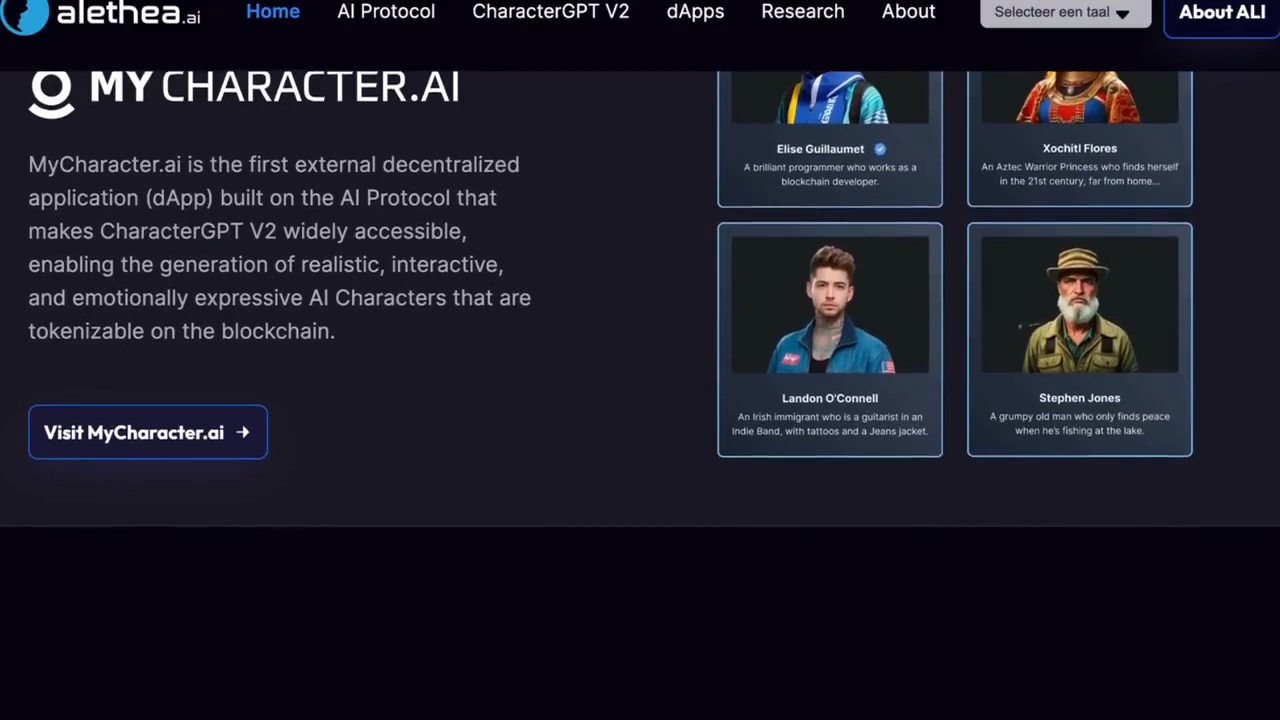 alethea.ai
Home
AI Protocol
CharacterGPT V2
dApps
Research
About
Selecteer een taal
About ALI
MY CHARACTER.AI
MyCharacter.ai is the first external decentralized
application (dApp) built on the AI Protocol that
makes CharacterGPT V2 widely accessible,
enabling the generation of realistic, interactive,
and emotionally expressive AI Characters that are
tokenizable on the blockchain.
Visit MyCharacter.ai →
Elise Guillaumet
A brilliant programmer who works as a
blockchain developer.
Xochitl Flores
An Aztec Warrior Princess who finds herself
in the 21st century, far from home...
Landon O'Connell
An Irish immigrant who is a guitarist in an
Indie Band, with tattoos and a Jeans jacket.
Stephen Jones
A grumpy old man who only finds peace
when he's fishing at the lake.